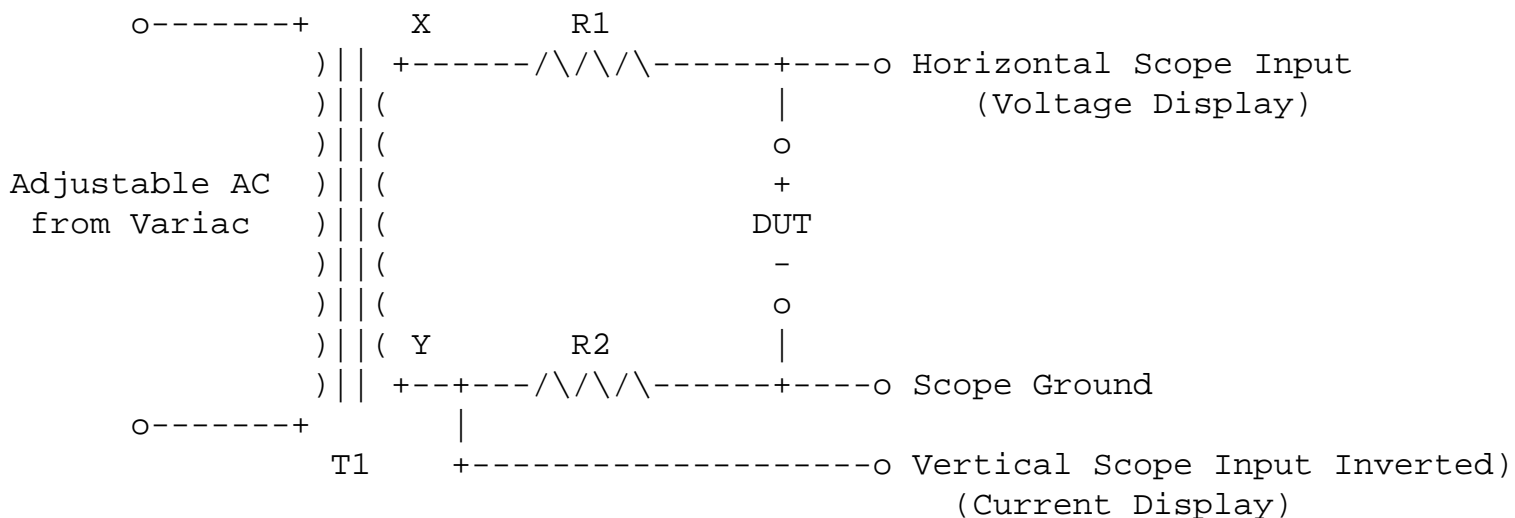 o-------+ X R1
)|| +------/\/\/\------+----o Horizontal Scope Input
)||( | (Voltage Display)
)||( o
Adjustable AC )||( +
from Variac )||( DUT
)||( -
)||( o
)||( Y R2 |
)|| +--+---/\/\/\------+----o Scope Ground
o-------+ |
T1 +--------------------o Vertical Scope Input Inverted)
(Current Display)